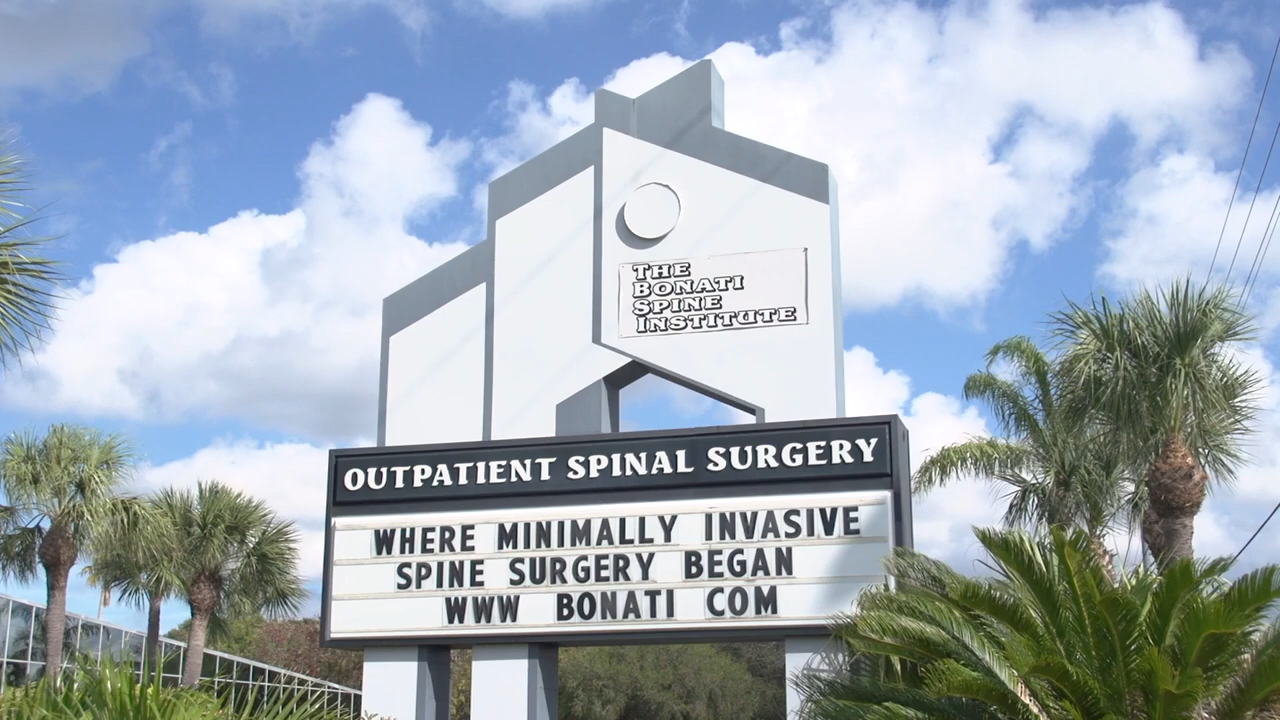 THE
BONATI
SPINE
INSTITUTE
OUTPATIENT SPINAL SURGERY
WHERE MINIMALLY INVASIVE
SPINE SURGERY BEGAN
WWW BONATI COM